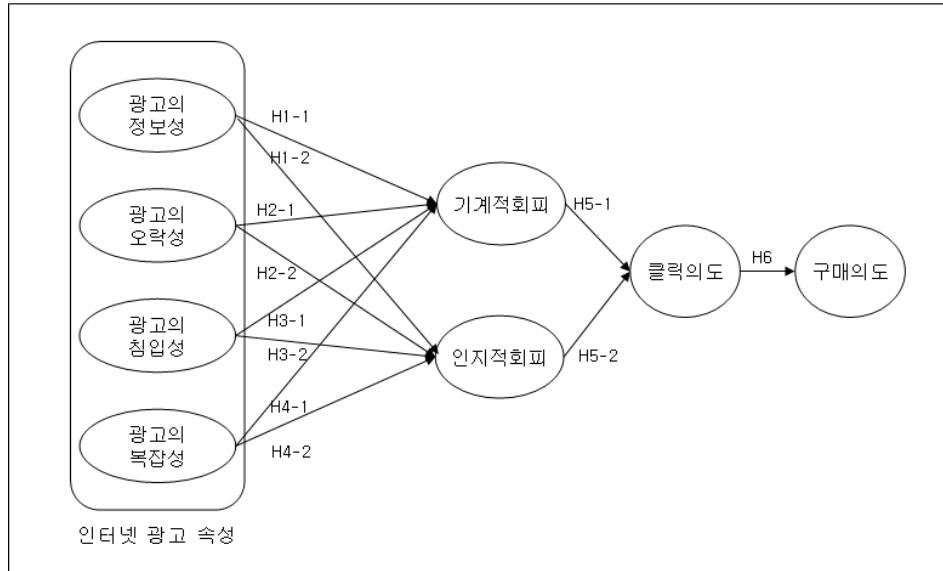 광고의
정보성
H1-1
H1-2
광고의
오락성
H2-1
H2-2
광고의
침입성
H3-1
H3-2
광고의
복잡성
H4-1
H4-2
인터넷 광고 속성
기계적회피
인지적회피
H5-1
H5-2
클릭의도
H6
구매의도